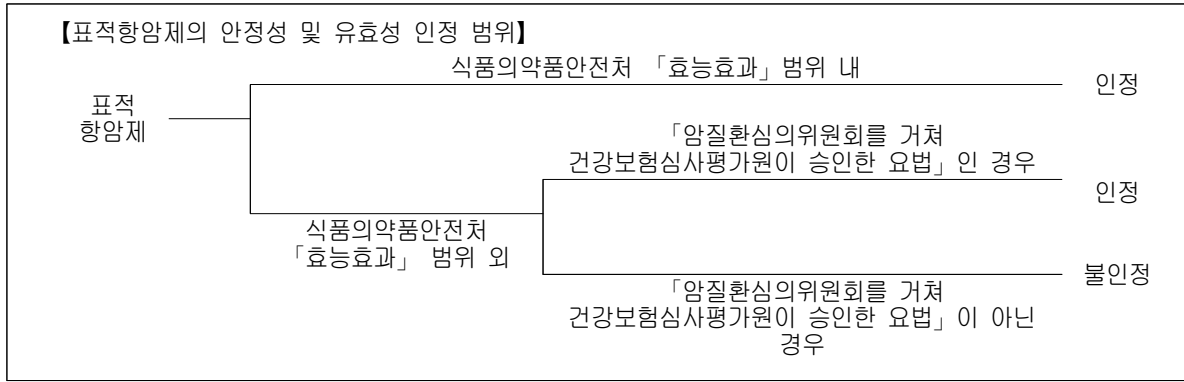 【표적항암제의 안정성 및 유효성 인정 범위】
식품의약품안전처 「효능효과」범위 내
인정
표적
항암제
「암질환심의위원회를 거쳐
건강보험심사평가원이 승인한 요법」인 경우
인정
식품의약품안전처
「효능효과」 범위 외
불인정
「암질환심의위원회를 거쳐
건강보험심사평가원이 승인한 요법」이 아닌
경우